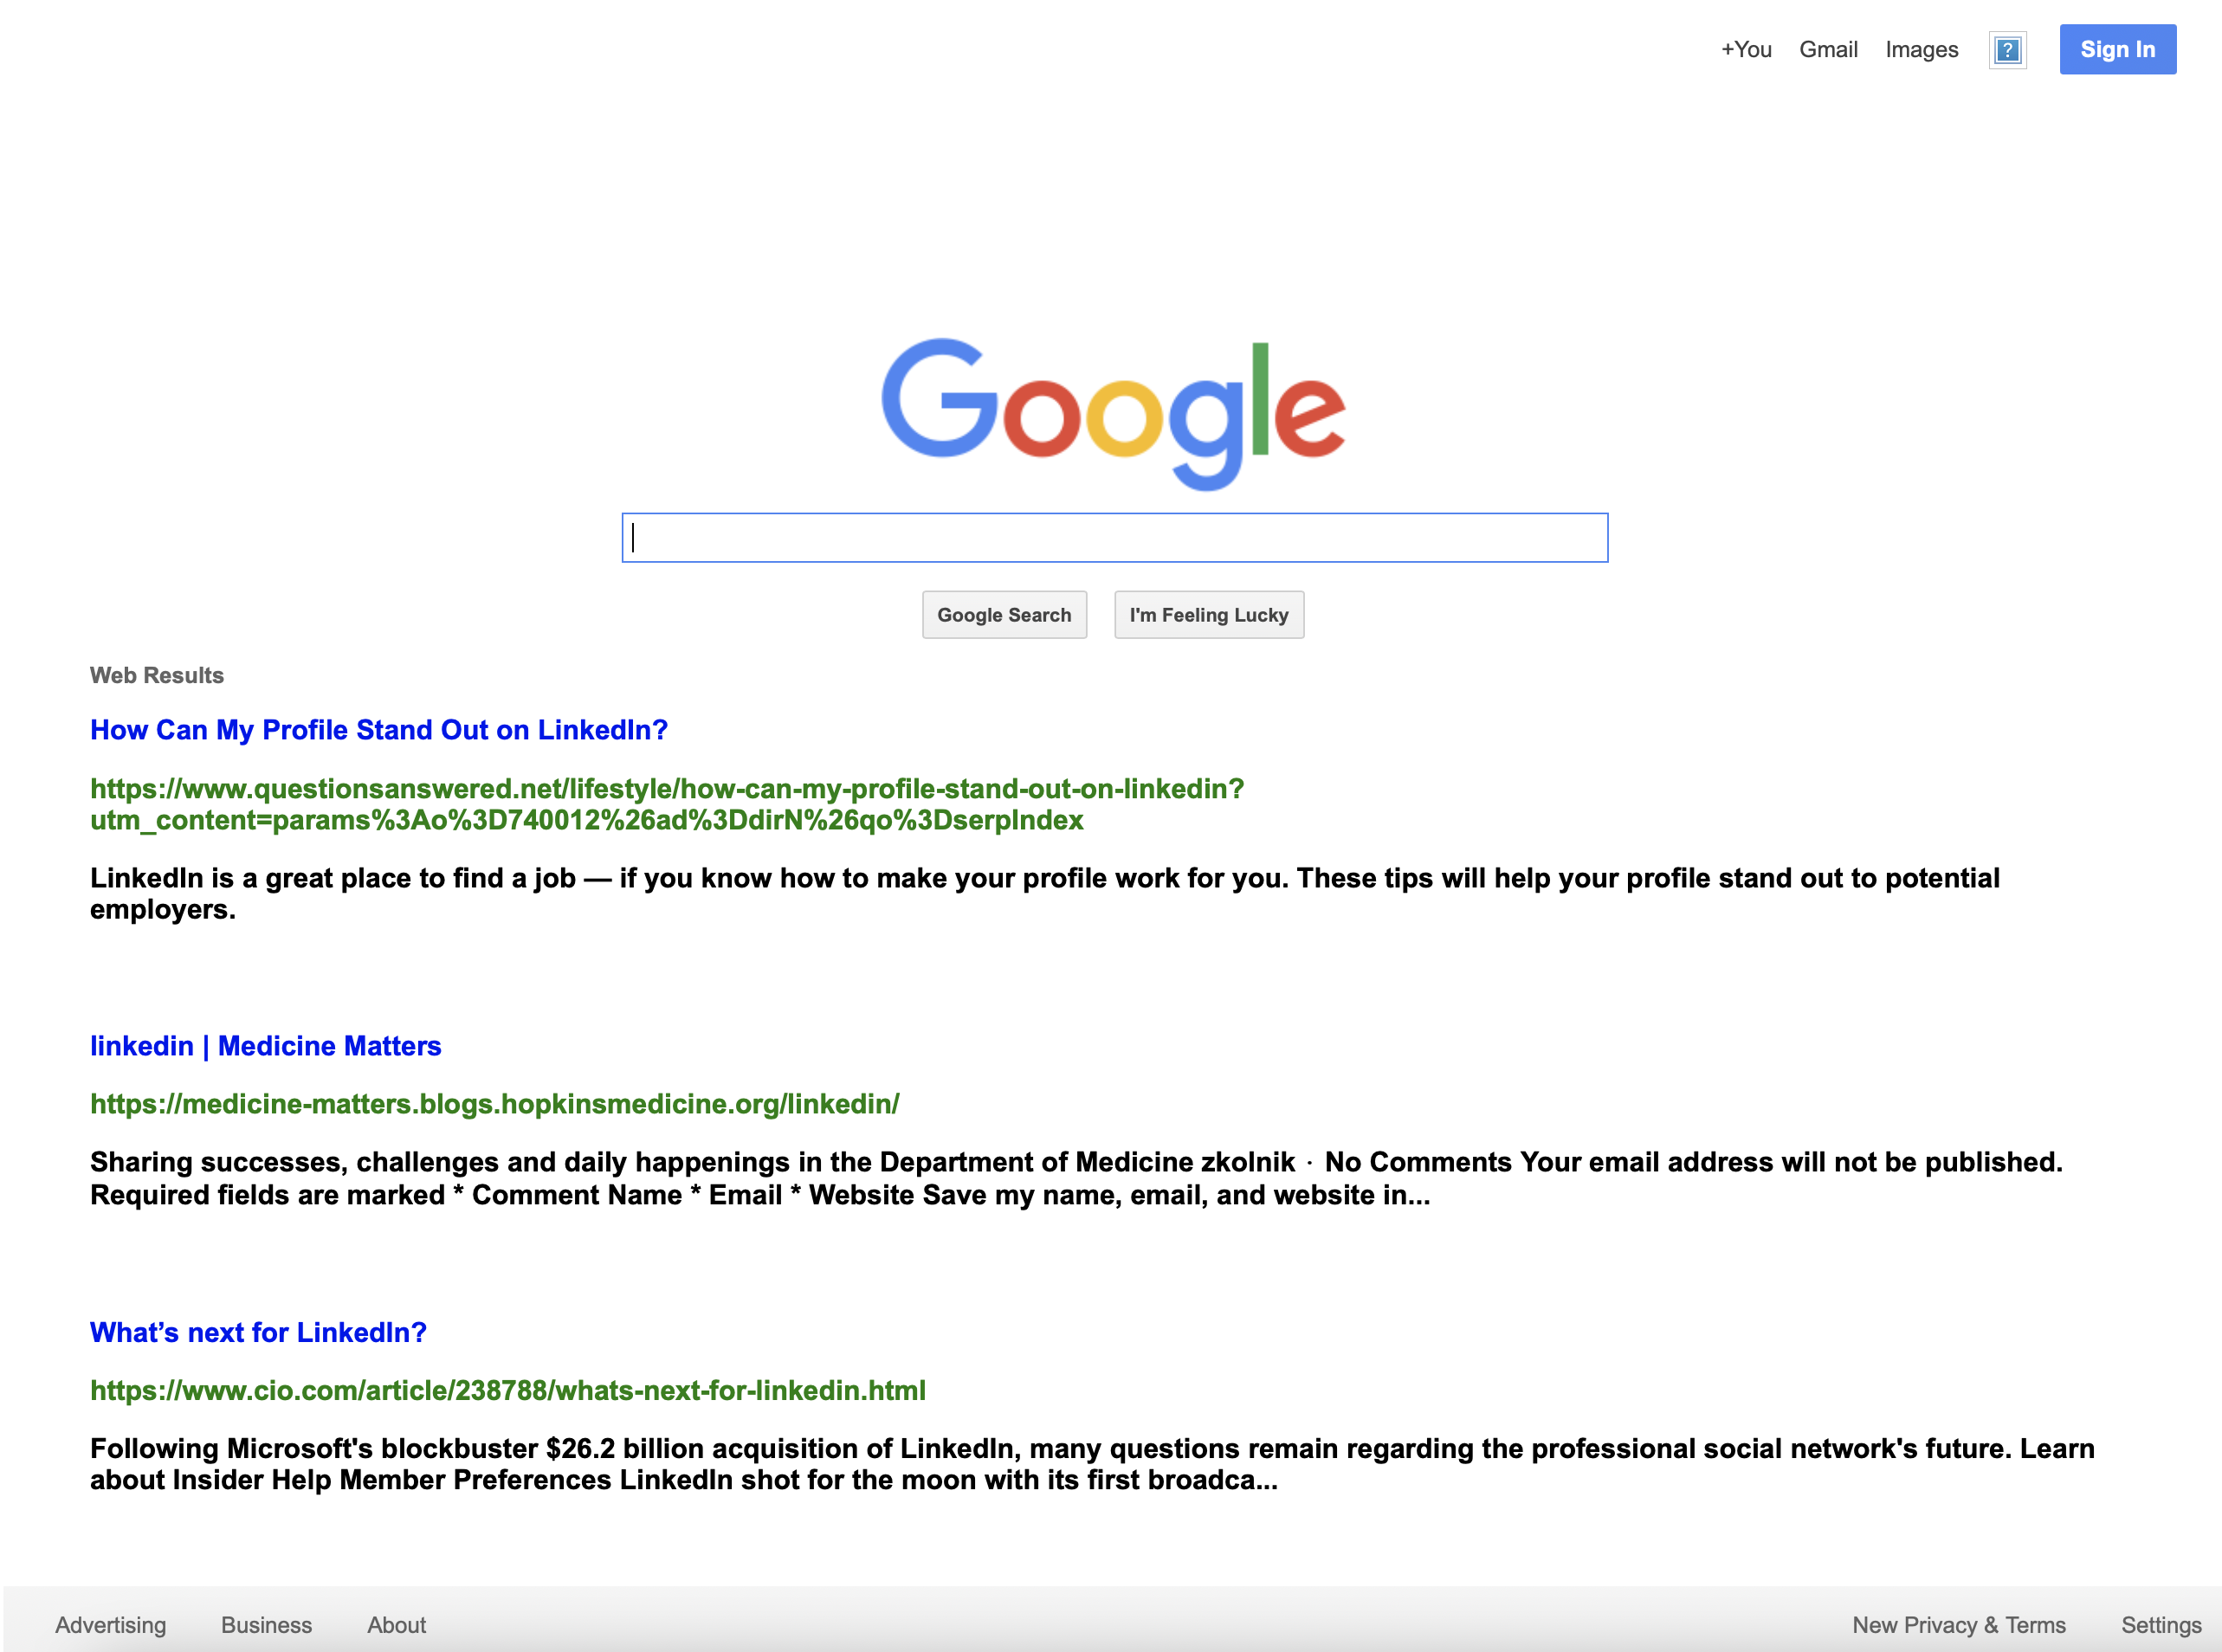 +You Gmail Images ? Sign In
Google
Google Search I'm Feeling Lucky
Web Results
How Can My Profile Stand Out on LinkedIn?
https://www.questionsanswered.net/lifestyle/how-can-my-profile-stand-out-on-linkedin?
utm_content=params%3Ao%3D740012%26ad%3DdirN%26qo%3DserpIndex
LinkedIn is a great place to find a job — if you know how to make your profile work for you. These tips will help your profile stand out to potential
employers.
linkedin | Medicine Matters
https://medicine-matters.blogs.hopkinsmedicine.org/linkedin/
Sharing successes, challenges and daily happenings in the Department of Medicine zkolnik · No Comments Your email address will not be published.
Required fields are marked * Comment Name * Email * Website Save my name, email, and website in...
What’s next for LinkedIn?
https://www.cio.com/article/238788/whats-next-for-linkedin.html
Following Microsoft's blockbuster $26.2 billion acquisition of LinkedIn, many questions remain regarding the professional social network's future. Learn
about Insider Help Member Preferences LinkedIn shot for the moon with its first broadca...
Advertising Business About New Privacy & Terms Settings